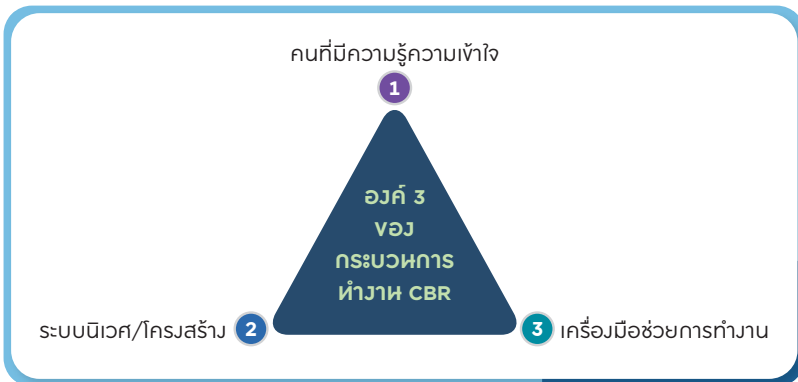 คนที่มีความรู้ความเข้าใจ
1
องค์ 3
ของ
กระบวนการ
ทำงาน CBR
ระบบนิเวศ/โครงสร้าง 2
3 เครื่องมือช่วยการทำงาน